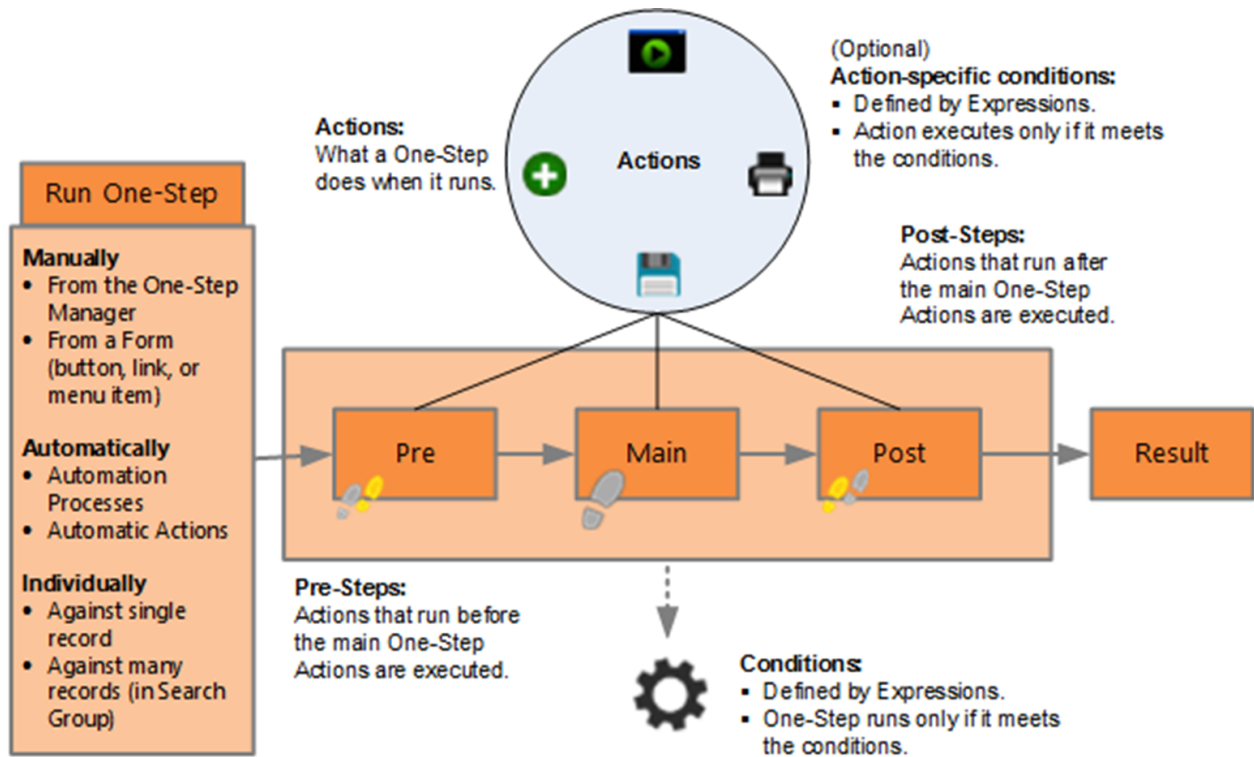 Run One-Step
Manually
• From the One-Step
Manager
• From a Form
(button, link, or
menu item)
Automatically
• Automation
Processes
• Automatic Actions
Individually
• Against single
record
• Against many
records (in Search
Group)
Actions:
What a One-Step
does when it runs.
Actions
(Optional)
Action-specific conditions:
▪ Defined by Expressions.
▪ Action executes only if it meets
the conditions.
Post-Steps:
Actions that run after
the main One-Step
Actions are executed.
Pre
Main
Post
Result
Pre-Steps:
Actions that run before
the main One-Step
Actions are executed.
Conditions:
▪ Defined by Expressions.
▪ One-Step runs only if it meets
the conditions.